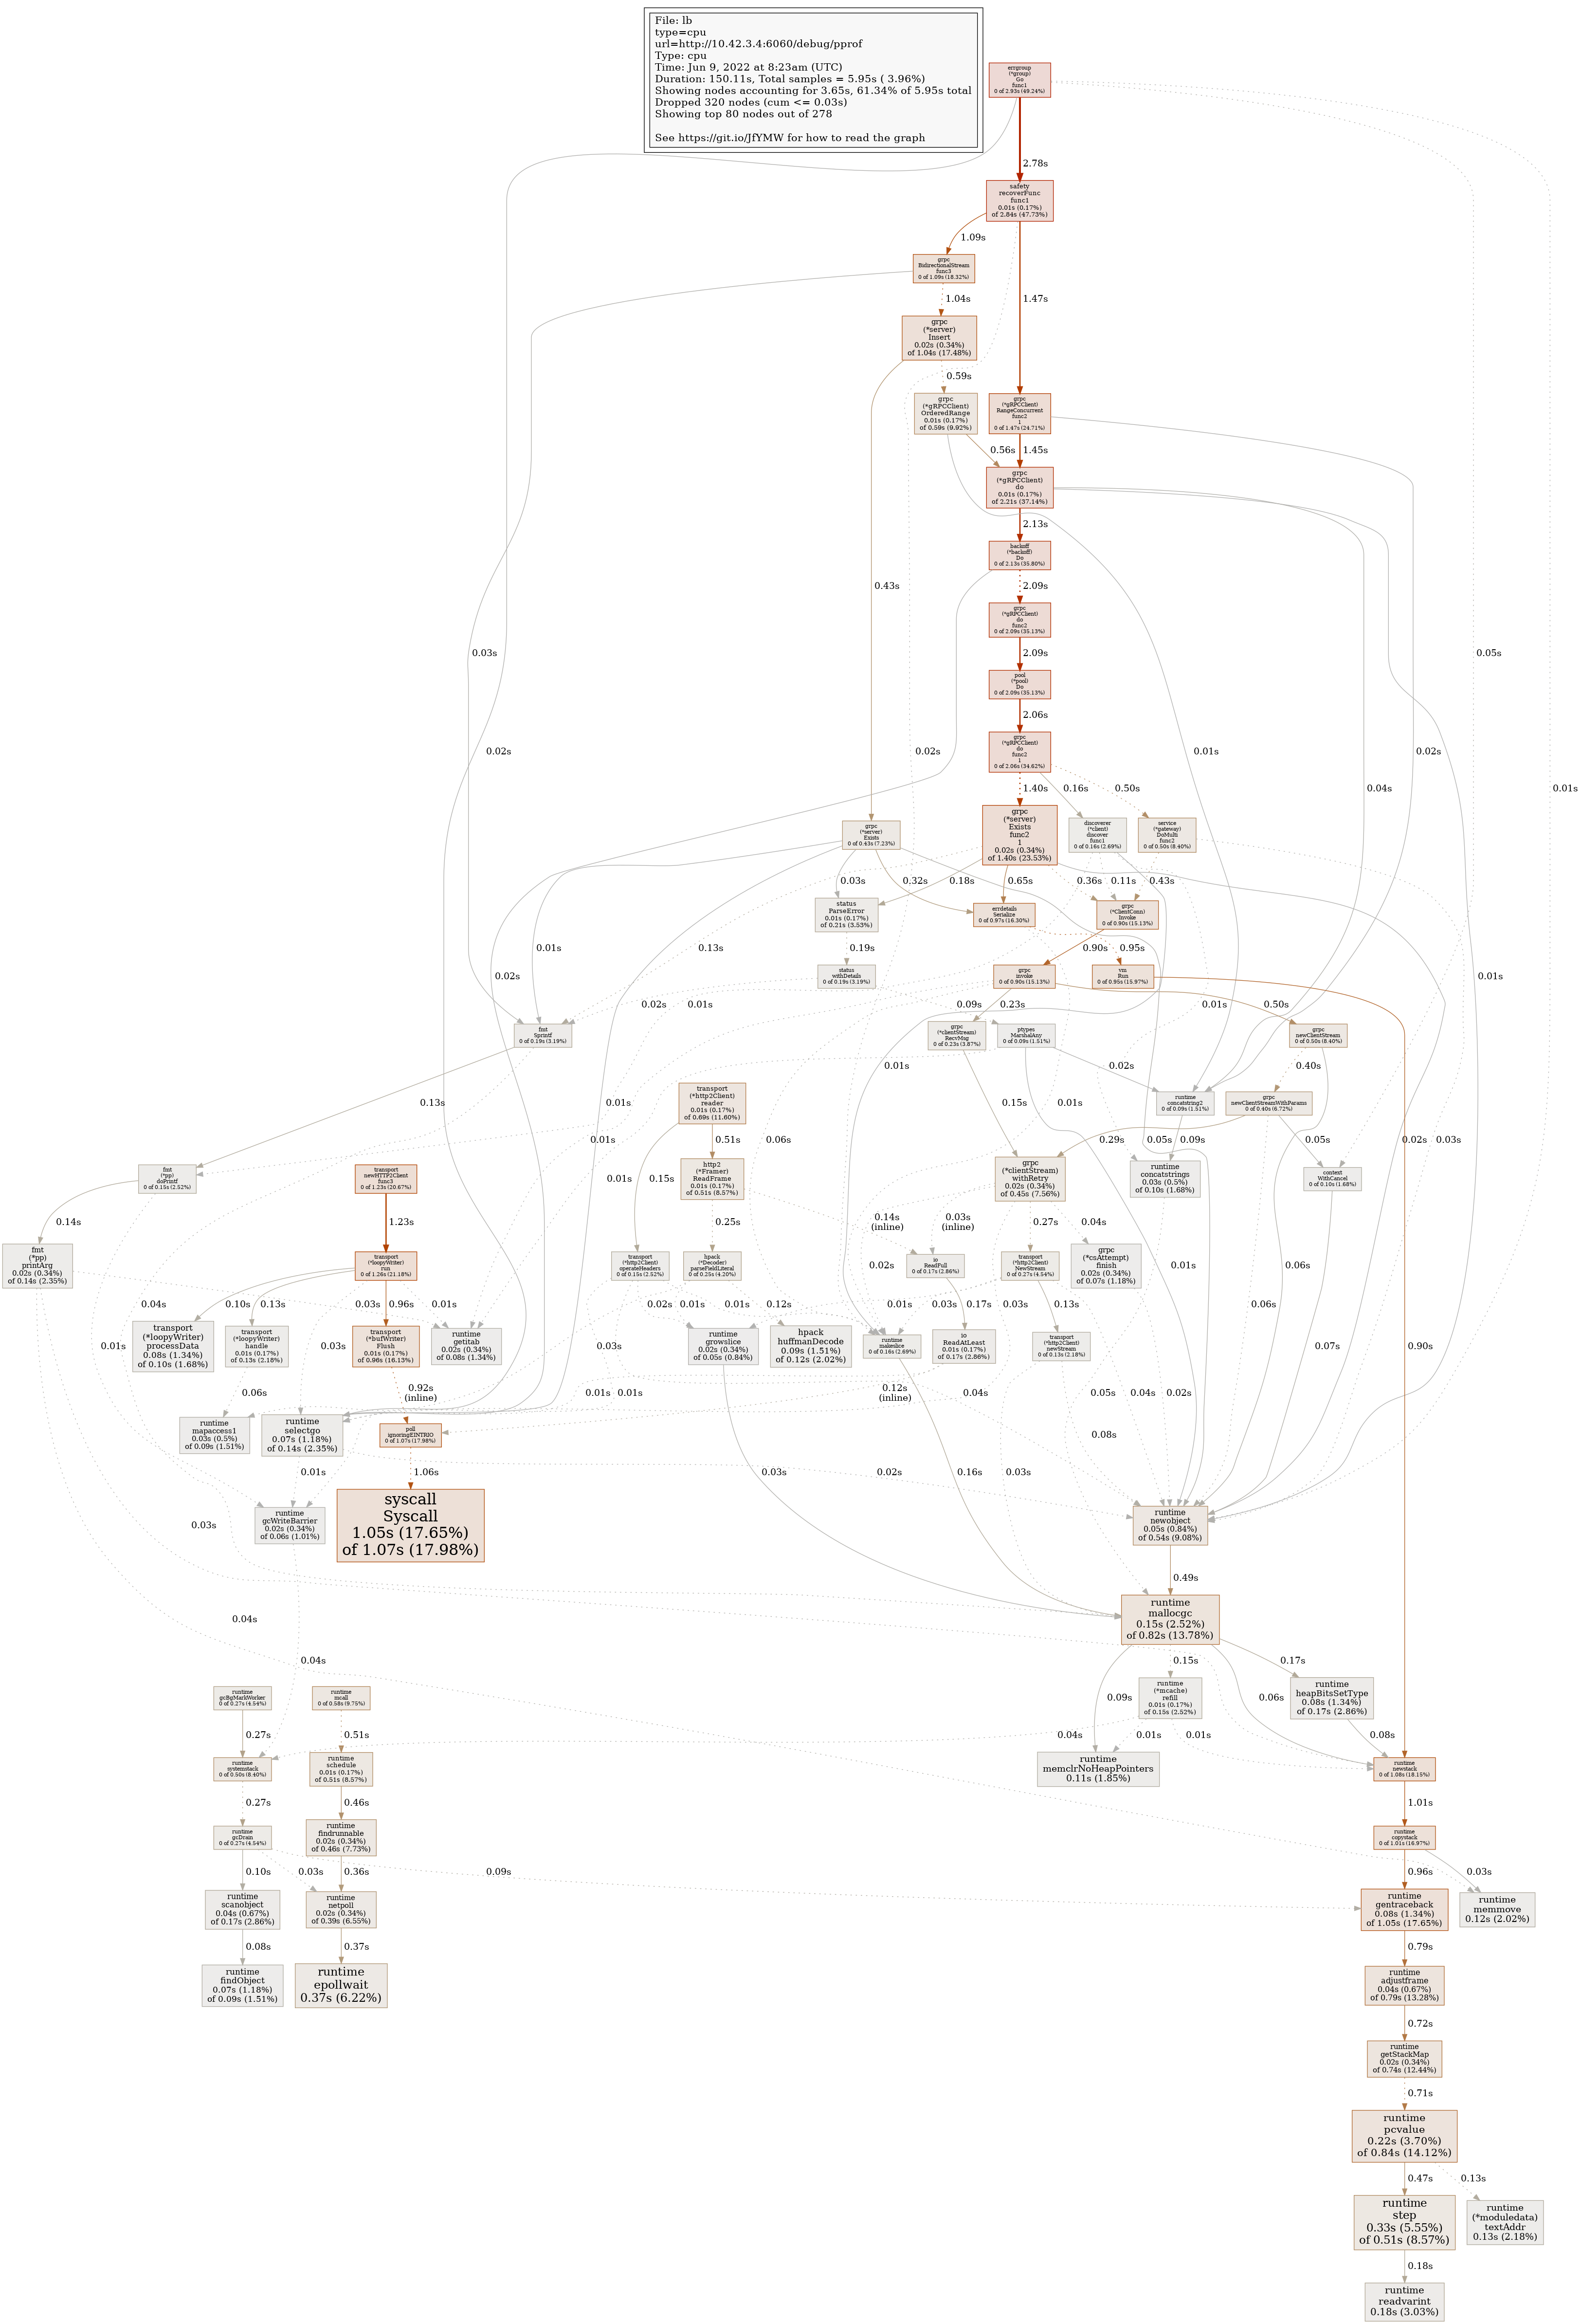 File: lb
type=cpu
url=http://10.42.3.4:6060/debug/pprof
Type: cpu
Time: Jun 9, 2022 at 8:23am (UTC)
Duration: 150.11s, Total samples = 5.95s ( 3.96%)
Showing nodes accounting for 3.65s, 61.34% of 5.95s total
Dropped 320 nodes (cum <= 0.03s)
Showing top 80 nodes out of 278
See https://git.io/JfYMW for how to read the graph
errgroup
(*group)
Go
func1
0 of 2.93s (49.24%)
2.78s
safety
recoverFunc
func1
0.01s (0.17%)
of 2.84s (47.73%)
1.09s
grpc
BidirectionalStream
func3
0 of 1.09s (18.32%)
1.04s
1.47s
grpc
(*server)
Insert
0.02s (0.34%)
of 1.04s (17.48%)
0.59s
grpc
(*gRPCClient)
OrderedRange
0.01s (0.17%)
of 0.59s (9.92%)
grpc
(*gRPCClient)
RangeConcurrent
func2
1
0 of 1.47s (24.71%)
0.56s
1.45s
grpc
(*gRPCClient)
do
0.01s (0.17%)
of 2.21s (37.14%)
2.13s
backoff
(*backoff)
Do
0 of 2.13s (35.80%)
0.43s
2.09s
grpc
(*gRPCClient)
do
func2
0 of 2.09s (35.13%)
0.03s
2.09s
0.05s
pool
(*pool)
Do
0 of 2.09s (35.13%)
2.06s
grpc
(*gRPCClient)
do
func2
1
0 of 2.06s (34.62%)
0.02s
0.02s
0.01s
0.02s
1.40s
0.16s
0.50s
0.04s
0.01s
grpc
(*server)
Exists
0 of 0.43s (7.23%)
grpc
(*server)
Exists
func2
1
0.02s (0.34%)
of 1.40s (23.53%)
discoverer
(*client)
discover
func1
0 of 0.16s (2.69%)
service
(*gateway)
DoMulti
func2
0 of 0.50s (8.40%)
0.03s
0.32s
0.18s
0.65s
0.36s
0.11s
0.43s
status
ParseError
0.01s (0.17%)
of 0.21s (3.53%)
errdetails
Serialize
0 of 0.97s (16.30%)
grpc
(*ClientConn)
Invoke
0 of 0.90s (15.13%)
0.01s
0.13s
0.19s
0.90s
0.95s
status
withDetails
0 of 0.19s (3.19%)
grpc
invoke
0 of 0.90s (15.13%)
vm
Run
0 of 0.95s (15.97%)
0.02s
0.01s
0.02s
0.01s
0.09s
0.23s
0.01s
0.50s
fmt
Sprintf
0 of 0.19s (3.19%)
grpc
(*clientStream)
RecvMsg
0 of 0.23s (3.87%)
ptypes
MarshalAny
0 of 0.09s (1.51%)
grpc
newClientStream
0 of 0.50s (8.40%)
0.01s
0.02s
0.40s
transport
(*http2Client)
reader
0.01s (0.17%)
of 0.69s (11.60%)
runtime
concatstring2
0 of 0.09s (1.51%)
grpc
newClientStreamWithParams
0 of 0.40s (6.72%)
0.13s
0.01s
0.01s
0.51s
0.06s
0.15s
0.01s
0.29s
0.05s
0.09s
0.05s
0.02s
0.03s
fmt
(*pp)
doPrintf
0 of 0.15s (2.52%)
transport
newHTTP2Client
func3
0 of 1.23s (20.67%)
0.01s
0.15s
http2
(*Framer)
ReadFrame
0.01s (0.17%)
of 0.51s (8.57%)
grpc
(*clientStream)
withRetry
0.02s (0.34%)
of 0.45s (7.56%)
runtime
concatstrings
0.03s (0.5%)
of 0.10s (1.68%)
context
WithCancel
0 of 0.10s (1.68%)
0.14s
1.23s
0.25s
0.14s
(inline)
0.03s
(inline)
0.27s
0.04s
fmt
(*pp)
printArg
0.02s (0.34%)
of 0.14s (2.35%)
transport
(*loopyWriter)
run
0 of 1.26s (21.18%)
transport
(*http2Client)
operateHeaders
0 of 0.15s (2.52%)
hpack
(*Decoder)
parseFieldLiteral
0 of 0.25s (4.20%)
0.02s
io
ReadFull
0 of 0.17s (2.86%)
transport
(*http2Client)
NewStream
0 of 0.27s (4.54%)
grpc
(*csAttempt)
finish
0.02s (0.34%)
of 0.07s (1.18%)
0.01s
0.06s
0.04s
0.10s
0.13s
0.03s
0.96s
0.01s
0.02s
0.01s
0.01s
0.12s
0.01s
0.03s
0.17s
0.03s
0.13s
0.06s
transport
(*loopyWriter)
processData
0.08s (1.34%)
of 0.10s (1.68%)
transport
(*loopyWriter)
handle
0.01s (0.17%)
of 0.13s (2.18%)
0.03s
transport
(*bufWriter)
Flush
0.01s (0.17%)
of 0.96s (16.13%)
runtime
getitab
0.02s (0.34%)
of 0.08s (1.34%)
0.03s
runtime
growslice
0.02s (0.34%)
of 0.05s (0.84%)
hpack
huffmanDecode
0.09s (1.51%)
of 0.12s (2.02%)
runtime
makeslice
0 of 0.16s (2.69%)
io
ReadAtLeast
0.01s (0.17%)
of 0.17s (2.86%)
transport
(*http2Client)
newStream
0 of 0.13s (2.18%)
0.07s
0.90s
0.01s
0.01s
0.06s
0.92s
(inline)
0.01s
0.01s
0.12s
(inline)
0.04s
0.05s
0.04s
0.02s
runtime
mapaccess1
0.03s (0.5%)
of 0.09s (1.51%)
runtime
selectgo
0.07s (1.18%)
of 0.14s (2.35%)
poll
ignoringEINTRIO
0 of 1.07s (17.98%)
0.08s
0.01s
1.06s
0.03s
0.02s
0.16s
0.03s
runtime
gcWriteBarrier
0.02s (0.34%)
of 0.06s (1.01%)
syscall
Syscall
1.05s (17.65%)
of 1.07s (17.98%)
runtime
newobject
0.05s (0.84%)
of 0.54s (9.08%)
0.03s
0.49s
0.04s
runtime
mallocgc
0.15s (2.52%)
of 0.82s (13.78%)
0.04s
0.15s
0.17s
runtime
gcBgMarkWorker
0 of 0.27s (4.54%)
runtime
mcall
0 of 0.58s (9.75%)
0.09s
runtime
(*mcache)
refill
0.01s (0.17%)
of 0.15s (2.52%)
0.06s
runtime
heapBitsSetType
0.08s (1.34%)
of 0.17s (2.86%)
0.27s
0.51s
0.04s
0.01s
0.01s
0.08s
runtime
systemstack
0 of 0.50s (8.40%)
runtime
schedule
0.01s (0.17%)
of 0.51s (8.57%)
runtime
memclrNoHeapPointers
0.11s (1.85%)
runtime
newstack
0 of 1.08s (18.15%)
0.27s
0.46s
1.01s
runtime
gcDrain
0 of 0.27s (4.54%)
runtime
findrunnable
0.02s (0.34%)
of 0.46s (7.73%)
runtime
copystack
0 of 1.01s (16.97%)
0.10s
0.03s
0.36s
0.09s
0.96s
0.03s
runtime
scanobject
0.04s (0.67%)
of 0.17s (2.86%)
runtime
netpoll
0.02s (0.34%)
of 0.39s (6.55%)
runtime
gentraceback
0.08s (1.34%)
of 1.05s (17.65%)
runtime
memmove
0.12s (2.02%)
0.08s
0.37s
0.79s
runtime
findObject
0.07s (1.18%)
of 0.09s (1.51%)
runtime
epollwait
0.37s (6.22%)
runtime
adjustframe
0.04s (0.67%)
of 0.79s (13.28%)
0.72s
runtime
getStackMap
0.02s (0.34%)
of 0.74s (12.44%)
0.71s
runtime
pcvalue
0.22s (3.70%)
of 0.84s (14.12%)
0.47s
0.13s
runtime
step
0.33s (5.55%)
of 0.51s (8.57%)
runtime
(*moduledata)
textAddr
0.13s (2.18%)
0.18s
runtime
readvarint
0.18s (3.03%)